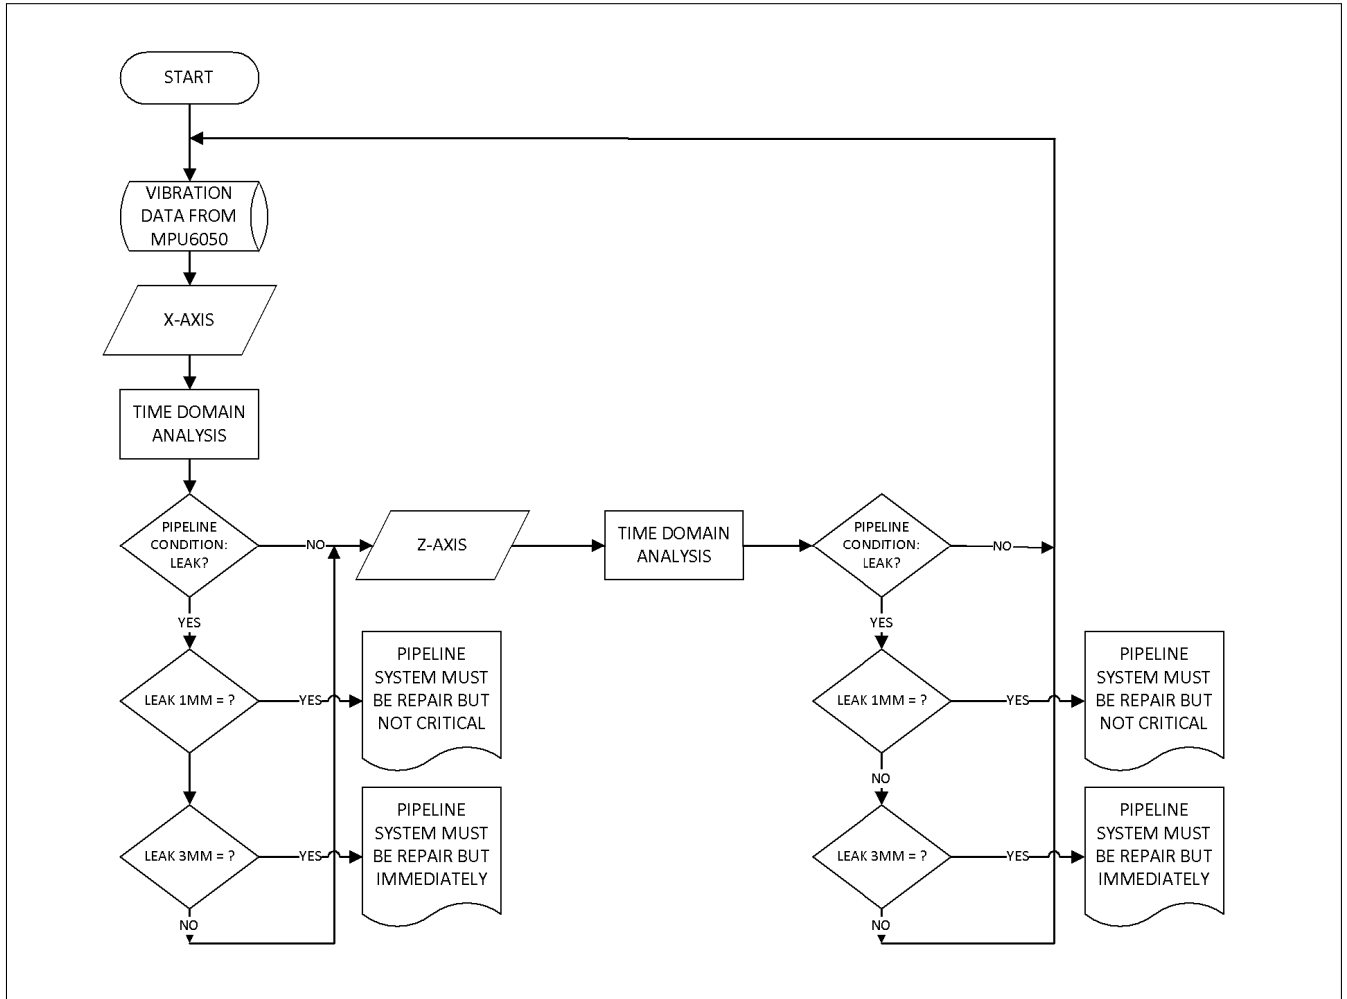 START
VIBRATION
DATA FROM
MPU6050
X-AXIS
TIME DOMAIN
ANALYSIS
PIPELINE
CONDITION:
LEAK?
NO
Z-AXIS
TIME DOMAIN
ANALYSIS
PIPELINE
CONDITION:
LEAK?
NO
YES
LEAK 1MM = ?
YES
PIPELINE
SYSTEM MUST
BE REPAIR BUT
NOT CRITICAL
LEAK 3MM = ?
YES
PIPELINE
SYSTEM MUST
BE REPAIR BUT
IMMEDIATELY
NO
YES
LEAK 1MM = ?
YES
PIPELINE
SYSTEM MUST
BE REPAIR BUT
NOT CRITICAL
NO
LEAK 3MM = ?
YES
PIPELINE
SYSTEM MUST
BE REPAIR BUT
IMMEDIATELY
NO